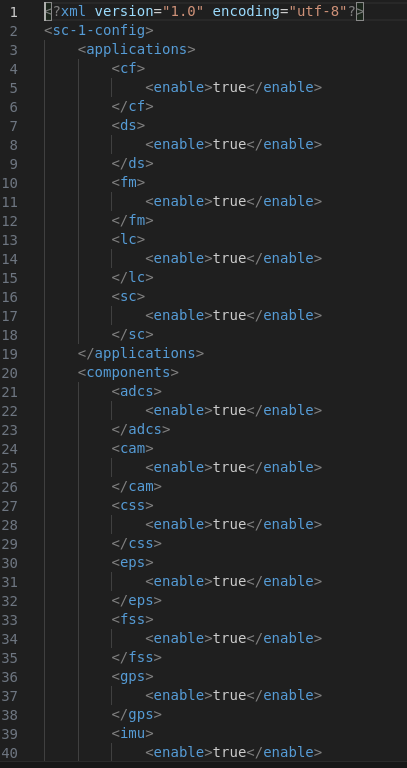 1 <?xml version="1.0" encoding="utf-8"?>
2 <sc-1-config>
3 <applications>
4 <cf>
5 <enable>true</enable>
6 </cf>
7 <ds>
8 <enable>true</enable>
9 </ds>
10 <fm>
11 <enable>true</enable>
12 </fm>
13 <lc>
14 <enable>true</enable>
15 </lc>
16 <sc>
17 <enable>true</enable>
18 </sc>
19 </applications>
20 <components>
21 <adcs>
22 <enable>true</enable>
23 </adcs>
24 <cam>
25 <enable>true</enable>
26 </cam>
27 <css>
28 <enable>true</enable>
29 </css>
30 <eps>
31 <enable>true</enable>
32 </eps>
33 <fss>
34 <enable>true</enable>
35 </fss>
36 <gps>
37 <enable>true</enable>
38 </gps>
39 <imu>
40 <enable>true</enable>